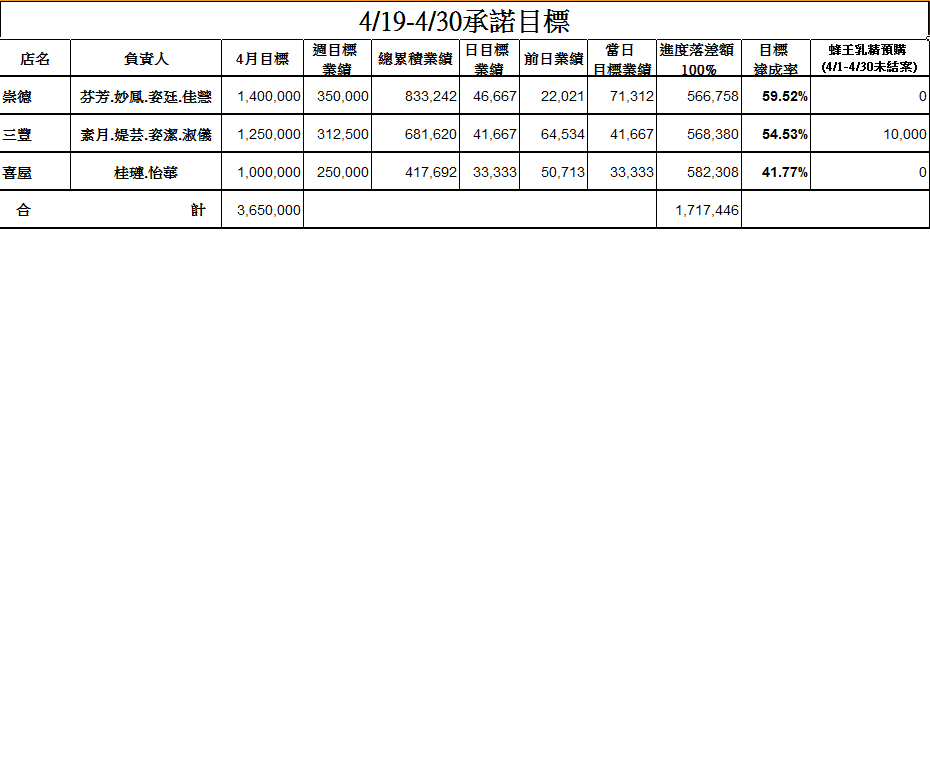 4/19-4/30承諾目標
店名 負責人 4月目標 週目標業績 總累積業績 日目標業績 前日業績 當日目標業績 進度落差額100% 目標達成率 蜂王乳精預購(4/1-4/30未結案)
崇德 芬芳.妙鳳.姿廷.佳慧 1,400,000 350,000 833,242 46,667 22,021 71,312 566,758 59.52% 0
三豐 素月.媞芸.姿潔.淑儀 1,250,000 312,500 681,620 41,667 64,534 41,667 568,380 54.53% 10,000
喜屋 桂璉.怡華 1,000,000 250,000 417,692 33,333 50,713 33,333 582,308 41.77% 0
合計 3,650,000 1,717,446